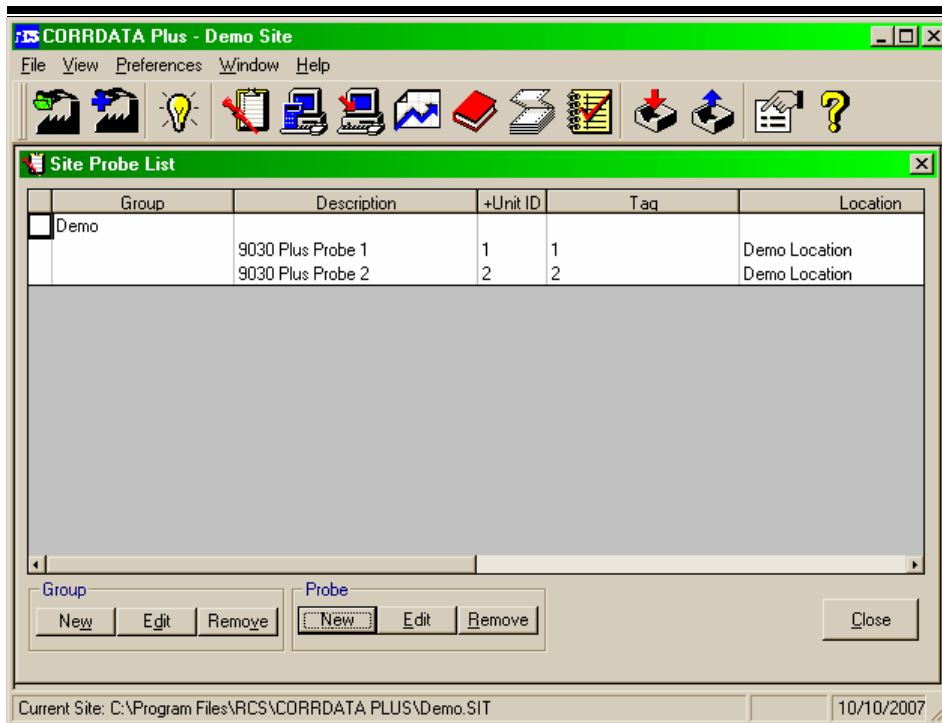 RCS CORRDATA Plus - Demo Site
File View Preferences Window Help
Site Probe List
Group Description +Unit ID Tag Location
Demo
9030 Plus Probe 1 1 1 Demo Location
9030 Plus Probe 2 2 2 Demo Location
Group Probe
New Edit Remove New Edit Remove Close
Current Site: C:\Program Files\RCS\CORRDATA PLUS\Demo.SIT 10/10/2007